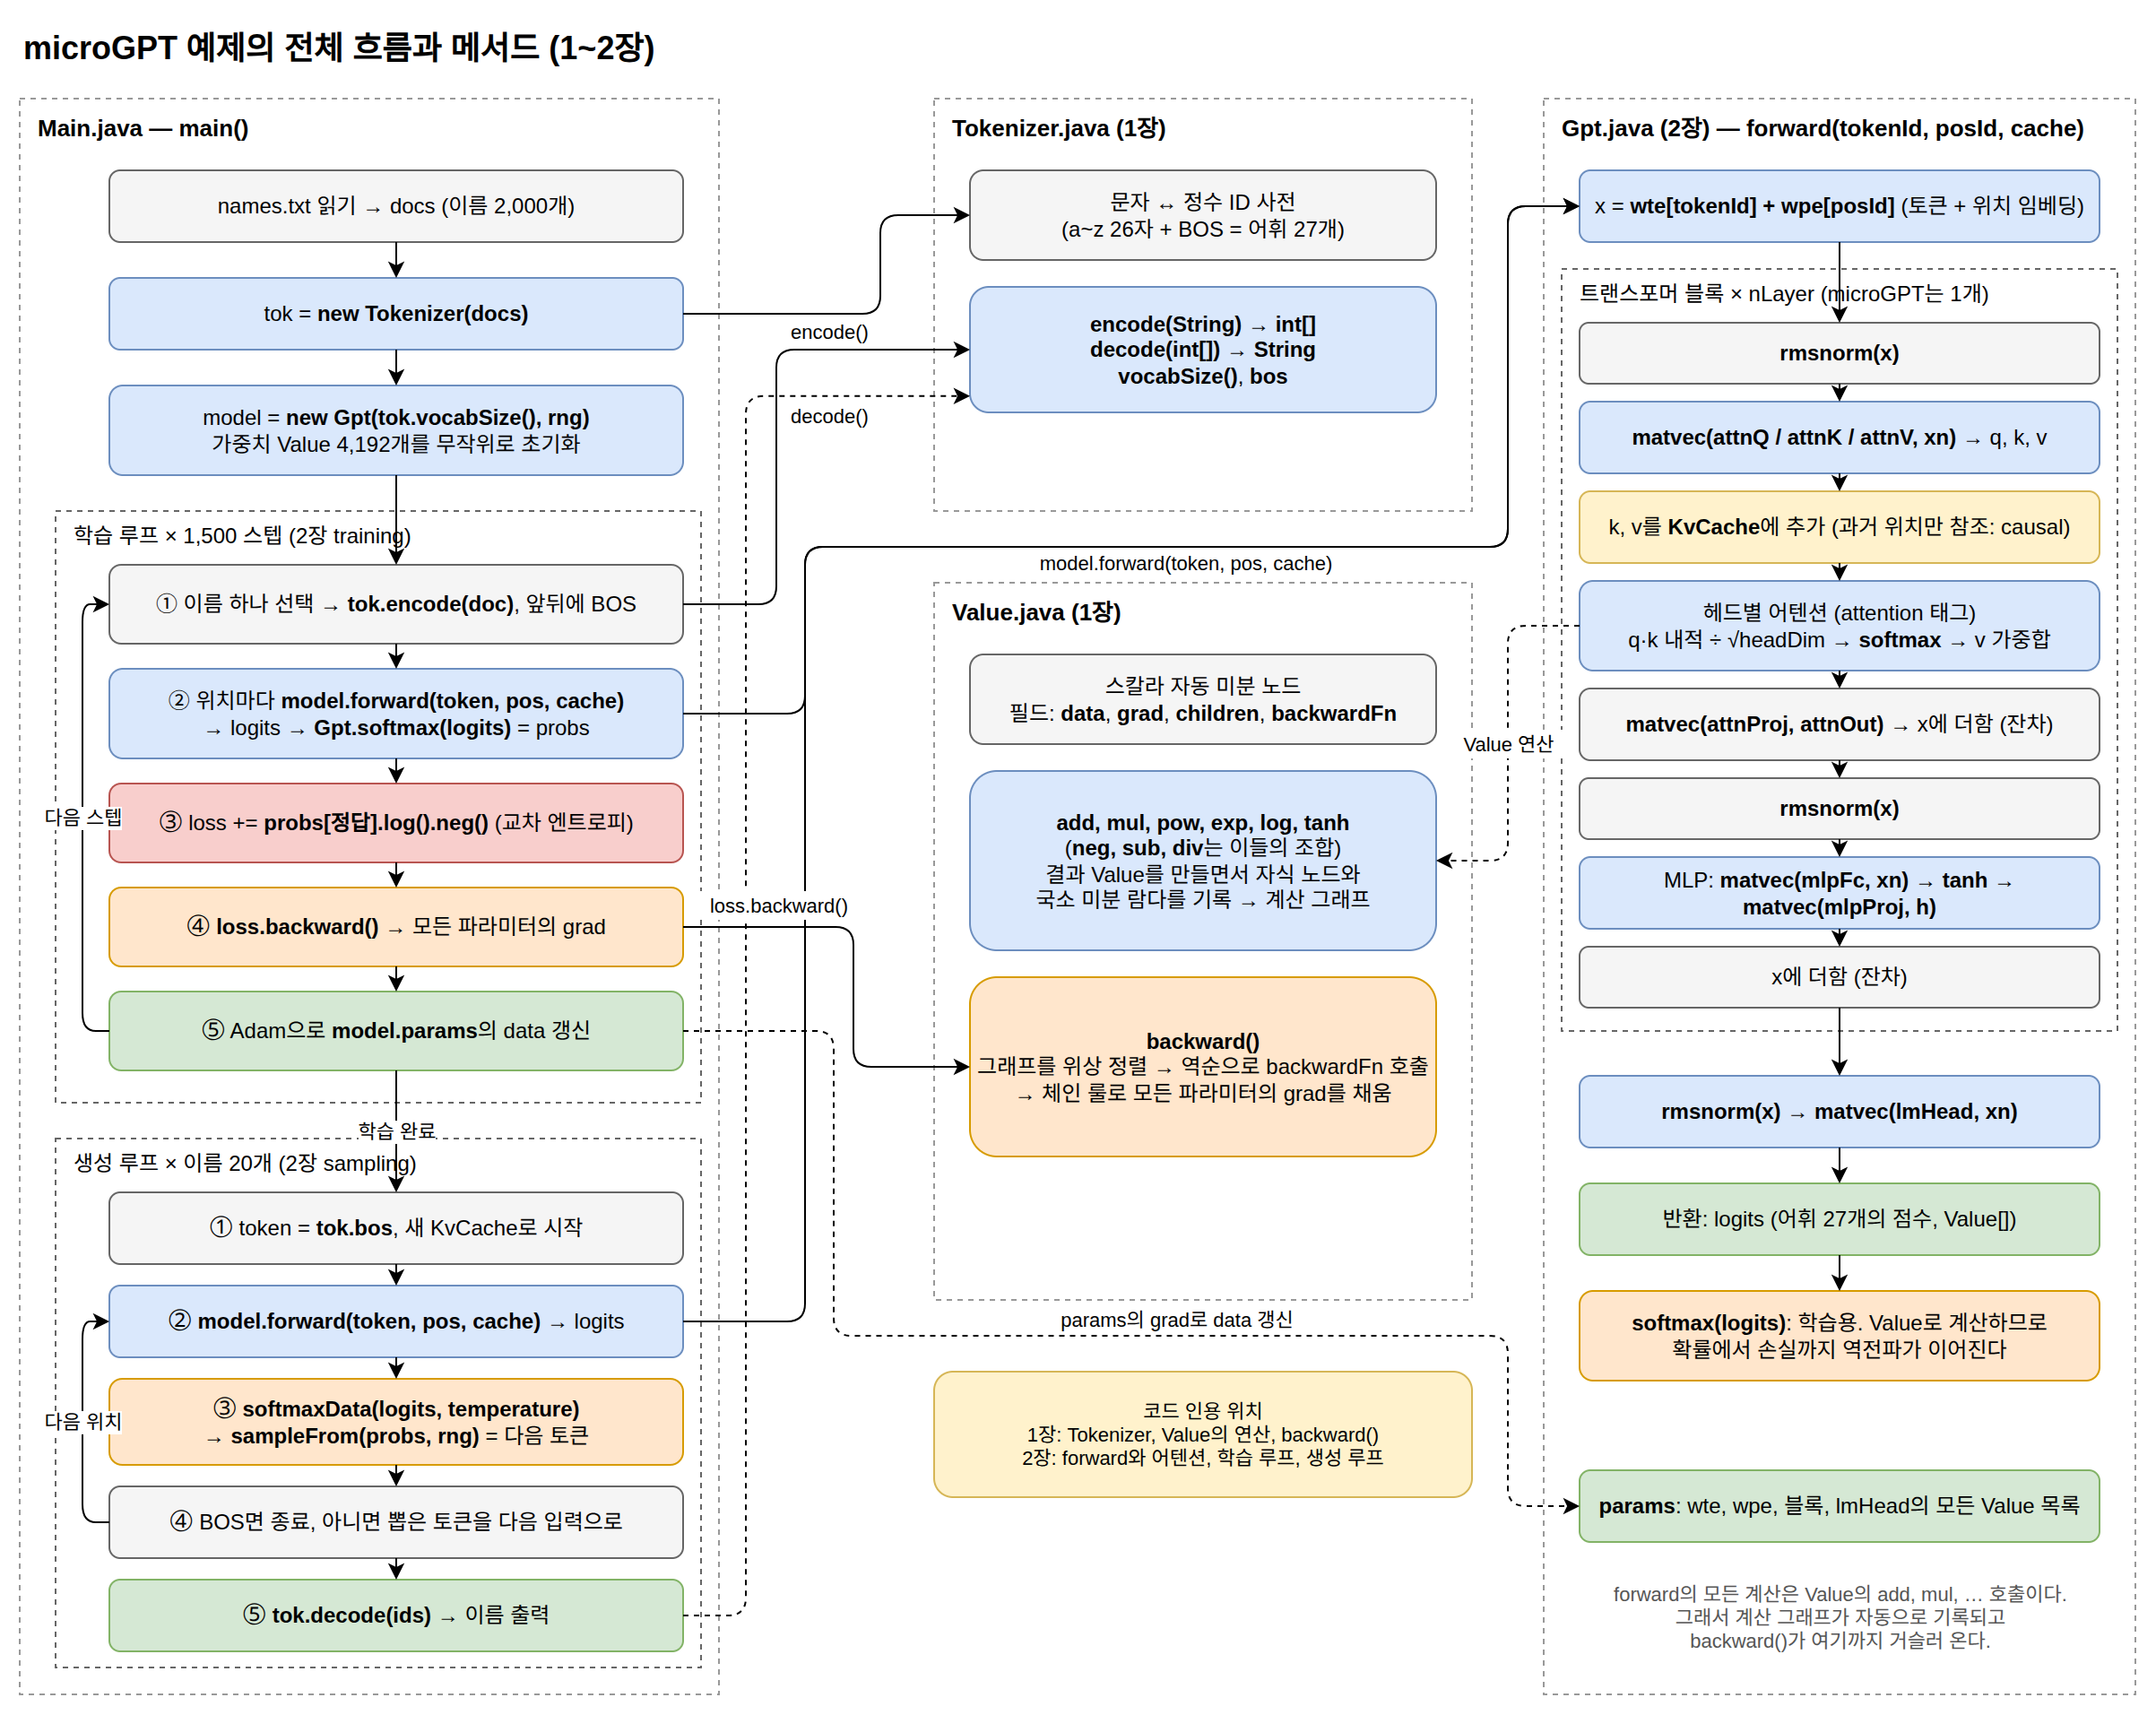 microGPT 예제의 전체 흐름과 메서드 (1~2장)
Main.java — main()
names.txt 읽기 → docs (이름 2,000개)
tok = new Tokenizer(docs)
model = new Gpt(tok.vocabSize(), rng)
가중치 Value 4,192개를 무작위로 초기화
학습 루프 × 1,500 스텝 (2장 training)
① 이름 하나 선택 → tok.encode(doc), 앞뒤에 BOS
② 위치마다 model.forward(token, pos, cache)
→ logits → Gpt.softmax(logits) = probs
다음 스텝
③ loss += probs[정답].log().neg() (교차 엔트로피)
④ loss.backward() → 모든 파라미터의 grad
⑤ Adam으로 model.params의 data 갱신
학습 완료
생성 루프 × 이름 20개 (2장 sampling)
① token = tok.bos, 새 KvCache로 시작
② model.forward(token, pos, cache) → logits
③ softmaxData(logits, temperature)
→ sampleFrom(probs, rng) = 다음 토큰
다음 위치
④ BOS면 종료, 아니면 뽑은 토큰을 다음 입력으로
⑤ tok.decode(ids) → 이름 출력
encode()
decode()
loss.backward()
Tokenizer.java (1장)
문자 ↔ 정수 ID 사전
(a~z 26자 + BOS = 어휘 27개)
encode(String) → int[]
decode(int[]) → String
vocabSize(), bos
model.forward(token, pos, cache)
Value.java (1장)
스칼라 자동 미분 노드
필드: data, grad, children, backwardFn
Value 연산
add, mul, pow, exp, log, tanh
(neg, sub, div는 이들의 조합)
결과 Value를 만들면서 자식 노드와
국소 미분 람다를 기록 → 계산 그래프
backward()
그래프를 위상 정렬 → 역순으로 backwardFn 호출
→ 체인 룰로 모든 파라미터의 grad를 채움
params의 grad로 data 갱신
코드 인용 위치
1장: Tokenizer, Value의 연산, backward()
2장: forward와 어텐션, 학습 루프, 생성 루프
Gpt.java (2장) — forward(tokenId, posId, cache)
x = wte[tokenId] + wpe[posId] (토큰 + 위치 임베딩)
트랜스포머 블록 × nLayer (microGPT는 1개)
rmsnorm(x)
matvec(attnQ / attnK / attnV, xn) → q, k, v
k, v를 KvCache에 추가 (과거 위치만 참조: causal)
헤드별 어텐션 (attention 태그)
q·k 내적 ÷ √headDim → softmax → v 가중합
matvec(attnProj, attnOut) → x에 더함 (잔차)
rmsnorm(x)
MLP: matvec(mlpFc, xn) → tanh →
matvec(mlpProj, h)
x에 더함 (잔차)
rmsnorm(x) → matvec(lmHead, xn)
반환: logits (어휘 27개의 점수, Value[])
softmax(logits): 학습용. Value로 계산하므로
확률에서 손실까지 역전파가 이어진다
params: wte, wpe, 블록, lmHead의 모든 Value 목록
forward의 모든 계산은 Value의 add, mul, … 호출이다.
그래서 계산 그래프가 자동으로 기록되고
backward()가 여기까지 거슬러 온다.